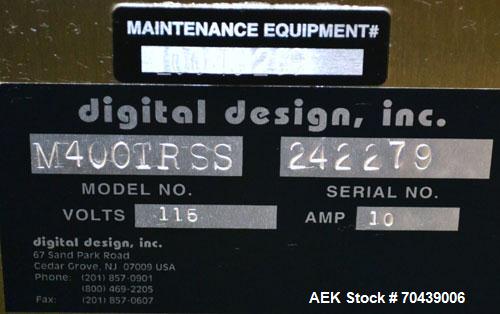 MAINTENANCE EQUIPMENT#
digital design, inc.
M400IRSS 242279
MODEL NO. SERIAL NO.
VOLTS 115 AMP 10
digital design, inc.
67 Sand Park Road
Cedar Grove, NJ 07009 USA
Phone: (201) 857-0901
(800) 469-2205
Fax: (201) 857-0607
AEK Stock # 70439006